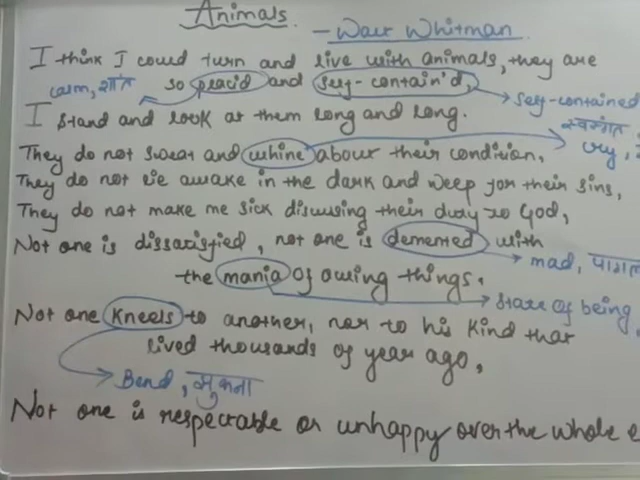 Animals.
- Walt Whitman
I think I could turn and live with animals, they are
so placid and self-contain'd,
calm, शांत
self-contained
I stand and look at them long and long.
स्वसंगत
They do not sweat and whine about their condition,
cry,
They do not lie awake in the dark and weep for their sins,
They do not make me sick discussing their duty to God,
Not one is dissatisfied, not one is demented with
mad, पागल
the mania of owing things.
State of being
Not one kneels to another, nor to his kind that
lived thousands of year ago,
Bend, झुकना
Not one is respectable or unhappy over the whole e